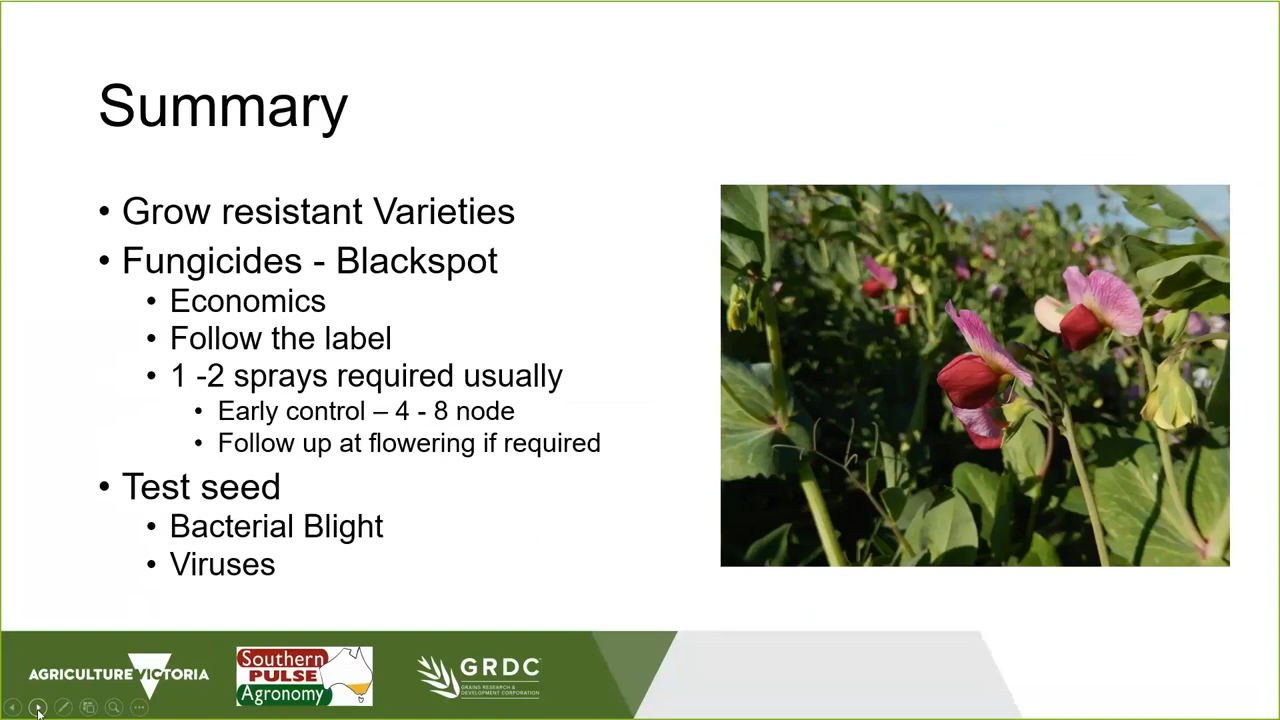 Summary
• Grow resistant Varieties
• Fungicides - Blackspot
• Economics
• Follow the label
• 1 -2 sprays required usually
• Early control – 4 - 8 node
• Follow up at flowering if required
• Test seed
• Bacterial Blight
• Viruses
AGRICULTURE VICTORIA
Southern
PULSE
Agronomy
GRDC
GRAINS RESEARCH &
DEVELOPMENT CORPORATION